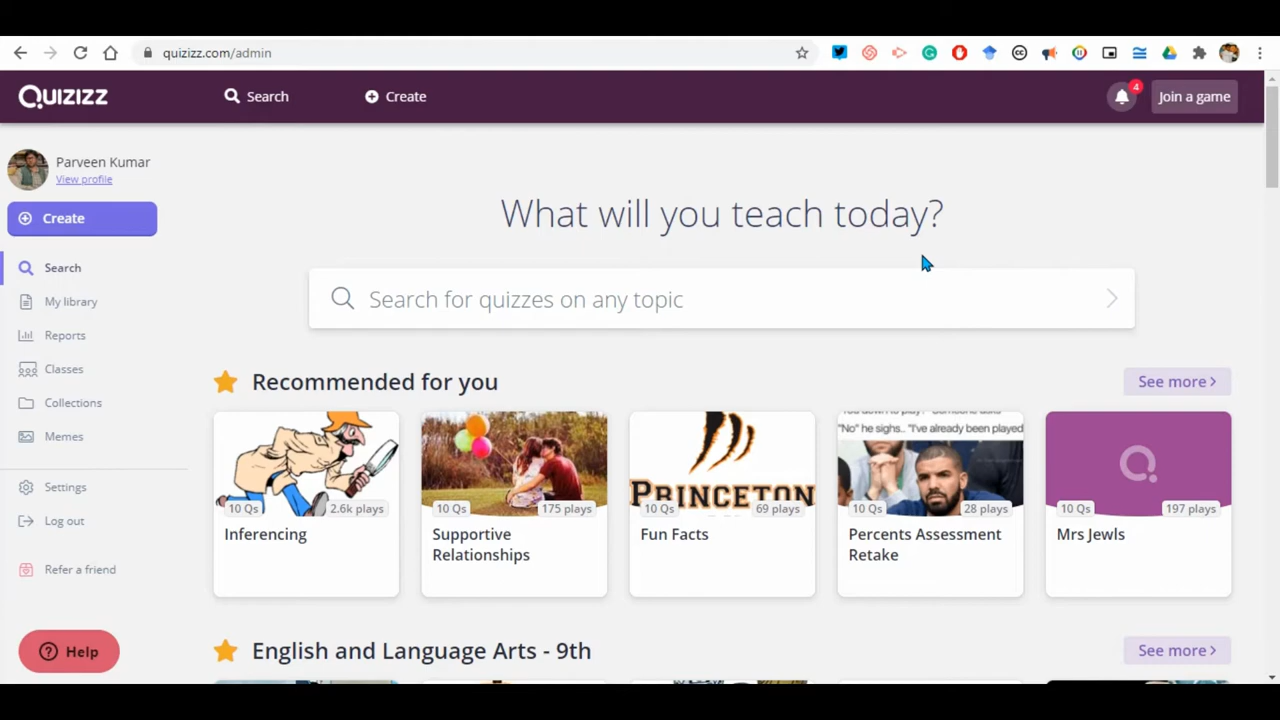 quizizz.com/admin
QUIZIZZ
Search
Create
4
Join a game
Parveen Kumar
View profile
Create
Search
My library
Reports
Classes
Collections
Memes
Settings
Log out
Refer a friend
Help
What will you teach today?
Search for quizzes on any topic
Recommended for you
See more
10 Qs
2.6k plays
Inferencing
10 Qs
175 plays
Supportive
Relationships
PRINCETON
10 Qs
69 plays
Fun Facts
"No" he sighs.. "I've already been played
10 Qs
28 plays
Percents Assessment
Retake
10 Qs
197 plays
Mrs Jewls
English and Language Arts - 9th
See more